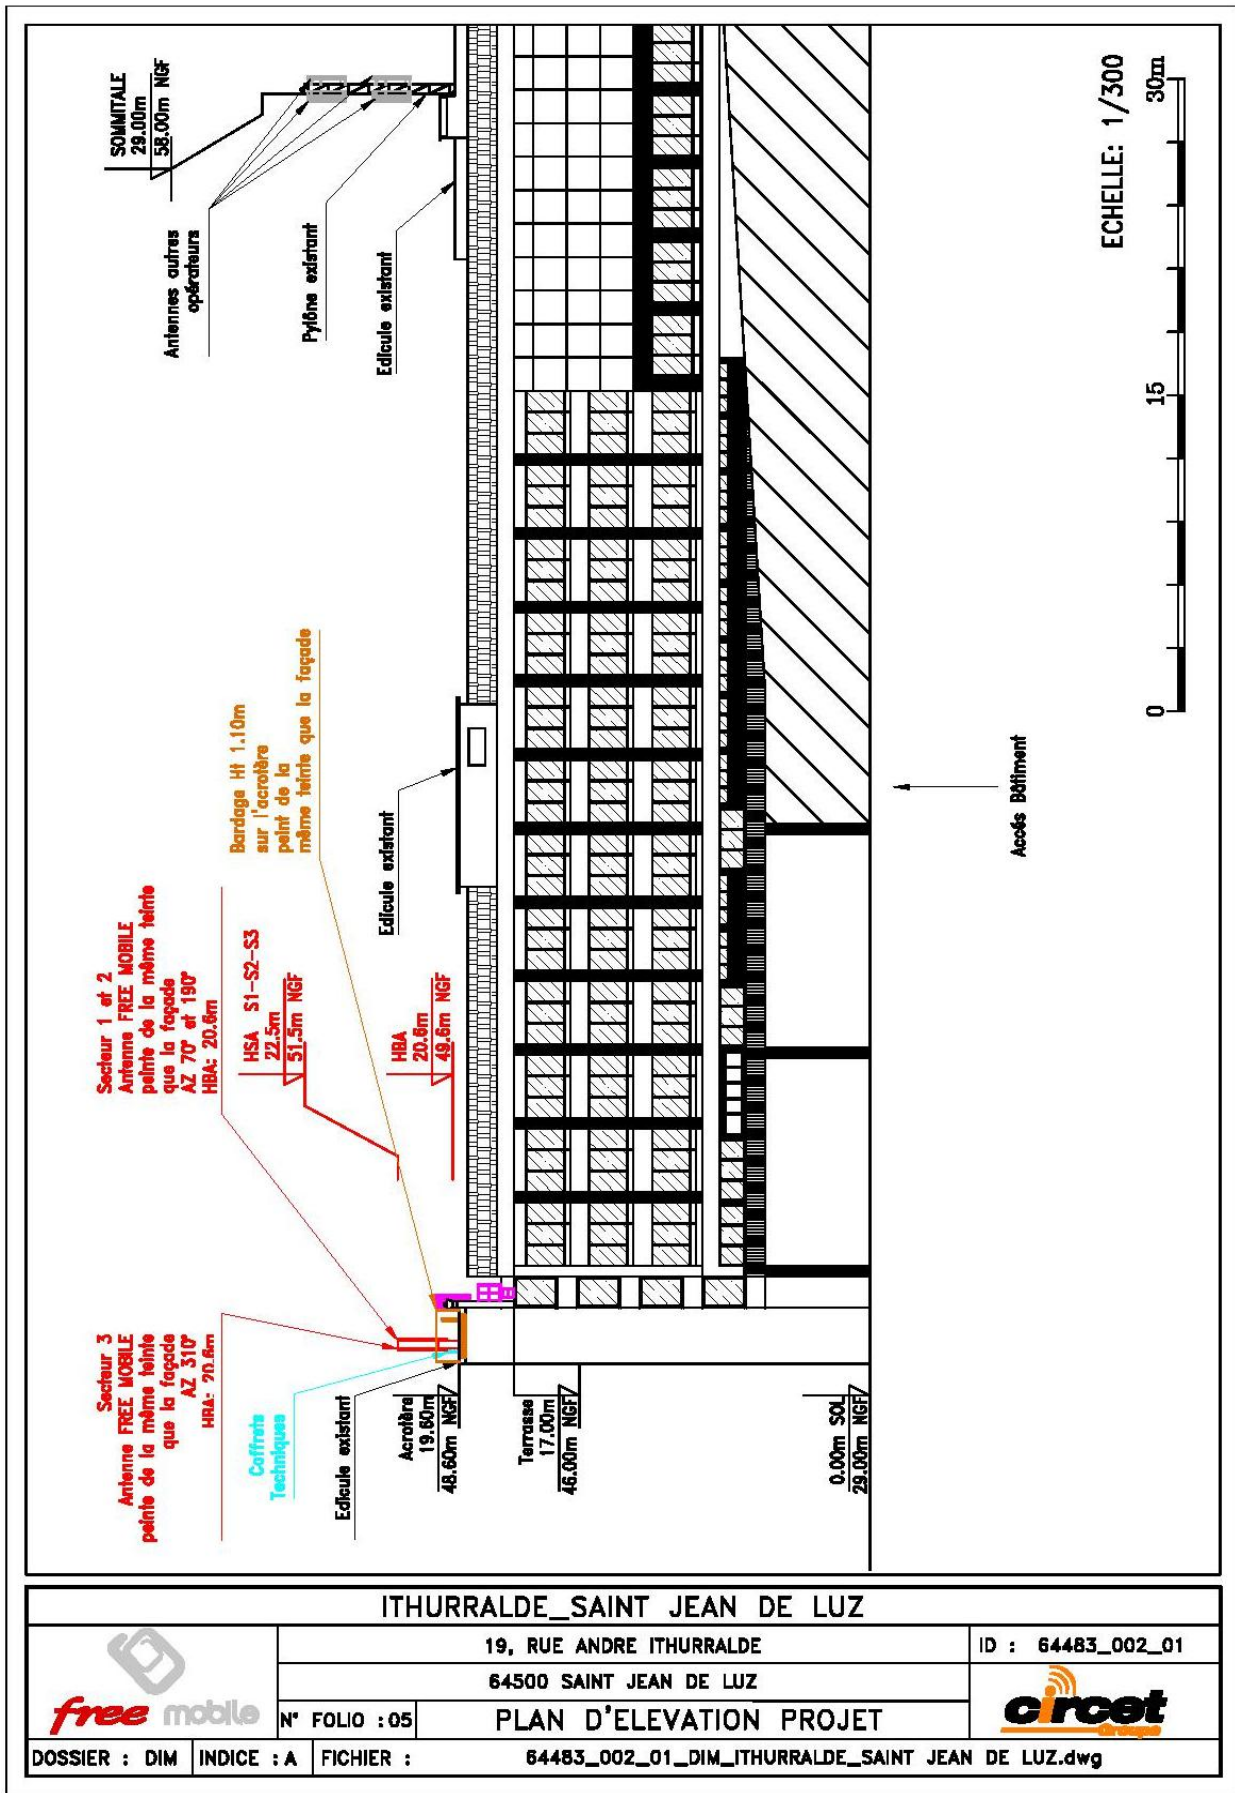 SOMMITALE
29.00m
58.00m NGF
Antennes autres
opérateurs
Pylône existant
Edicule existant
ECHELLE: 1/300
0
15
30m
Bardage Ht 1.10m
sur l'acrotère
peint de la
même teinte que la façade
Edicule existant
Accés Bâtiment
Secteur 1 et 2
Antenne FREE MOBILE
peinte de la même teinte
que la façade
AZ 70° et 190°
HBA: 20.6m
HSA S1-S2-S3
22.5m
51.5m NGF
HBA
20.6m
49.6m NGF
Secteur 3
Antenne FREE MOBILE
peinte de la même teinte
que la façade
AZ 310°
HBA: 20.6m
Coffrets
Techniques
Edicule existant
Acrotère
19.60m
48.60m NGF
Terrasse
17.00m
46.00m NGF
0.00m SOL
29.00m NGF
ITHURRALDE_SAINT JEAN DE LUZ
19, RUE ANDRE ITHURRALDE
ID : 64483_002_01
64500 SAINT JEAN DE LUZ
free mobile
circet
Groupe
N° FOLIO : 05
PLAN D'ELEVATION PROJET
DOSSIER : DIM
INDICE : A
FICHIER :
64483_002_01_DIM_ITHURRALDE_SAINT JEAN DE LUZ.dwg